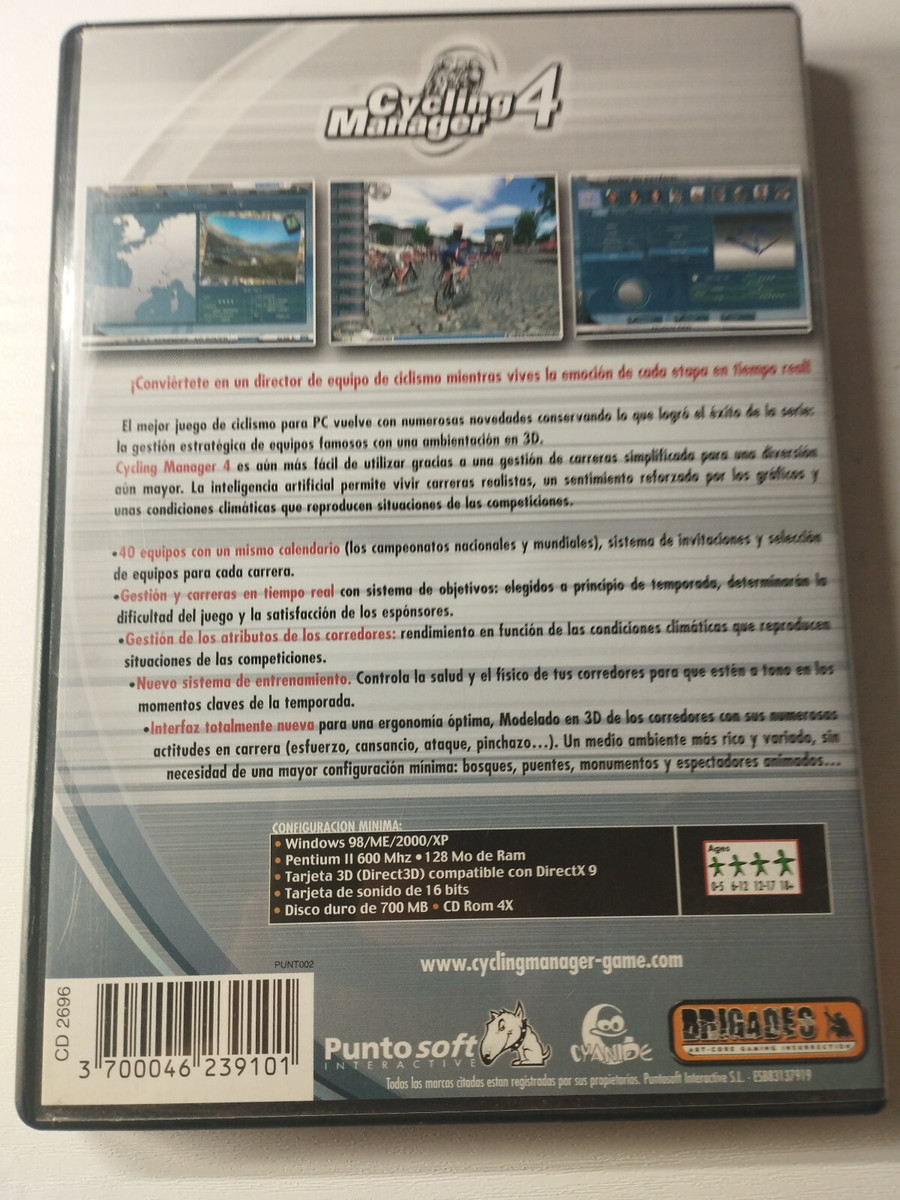 Cycling
Manager 4
¡Conviértete en un director de equipo de ciclismo mientras vives la emoción de cada etapa en tiempo real!
El mejor juego de ciclismo para PC vuelve con numerosas novedades conservando lo que logró el éxito de la serie:
la gestión estratégica de equipos famosos con una ambientación en 3D.
Cycling Manager 4 es aún más fácil de utilizar gracias a una gestión de carreras simplificada para una diversión
aún mayor. La inteligencia artificial permite vivir carreras realistas, un sentimiento reforzado por los gráficos y
unas condiciones climáticas que reproducen situaciones de las competiciones.
•40 equipos con un mismo calendario (los campeonatos nacionales y mundiales), sistema de invitaciones y selección
de equipos para cada carrera.
•Gestión y carreras en tiempo real con sistema de objetivos: elegidos a principio de temporada, determinarán la
dificultad del juego y la satisfacción de los espónsores.
•Gestión de los atributos de los corredores: rendimiento en función de las condiciones climáticas que reproducen
situaciones de las competiciones.
•Nuevo sistema de entrenamiento. Controla la salud y el físico de tus corredores para que estén a tono en los
momentos claves de la temporada.
•Interfaz totalmente nueva para una ergonomía óptima, Modelado en 3D de los corredores con sus numerosas
actitudes en carrera (esfuerzo, cansancio, ataque, pinchazo...). Un medio ambiente más rico y variado, sin
necesidad de una mayor configuración mínima: bosques, puentes, monumentos y espectadores animados...
CONFIGURACION MINIMA:
• Windows 98/ME/2000/XP
• Pentium II 600 Mhz • 128 Mo de Ram
• Tarjeta 3D (Direct3D) compatible con DirectX 9
• Tarjeta de sonido de 16 bits
• Disco duro de 700 MB • CD Rom 4X
Ages
0-5 6-12 12-17 18+
PUNT002
www.cyclingmanager-game.com
CD 2696
3 700046 239101
Punto soft
INTERACTIVE
CYANIDE
BRIGADES
ART-CORE GAMING INSURRECTION
Todas las marcas citadas estan registradas por sus propietarios. Puntosoft Interactive S.L - ESB83137919